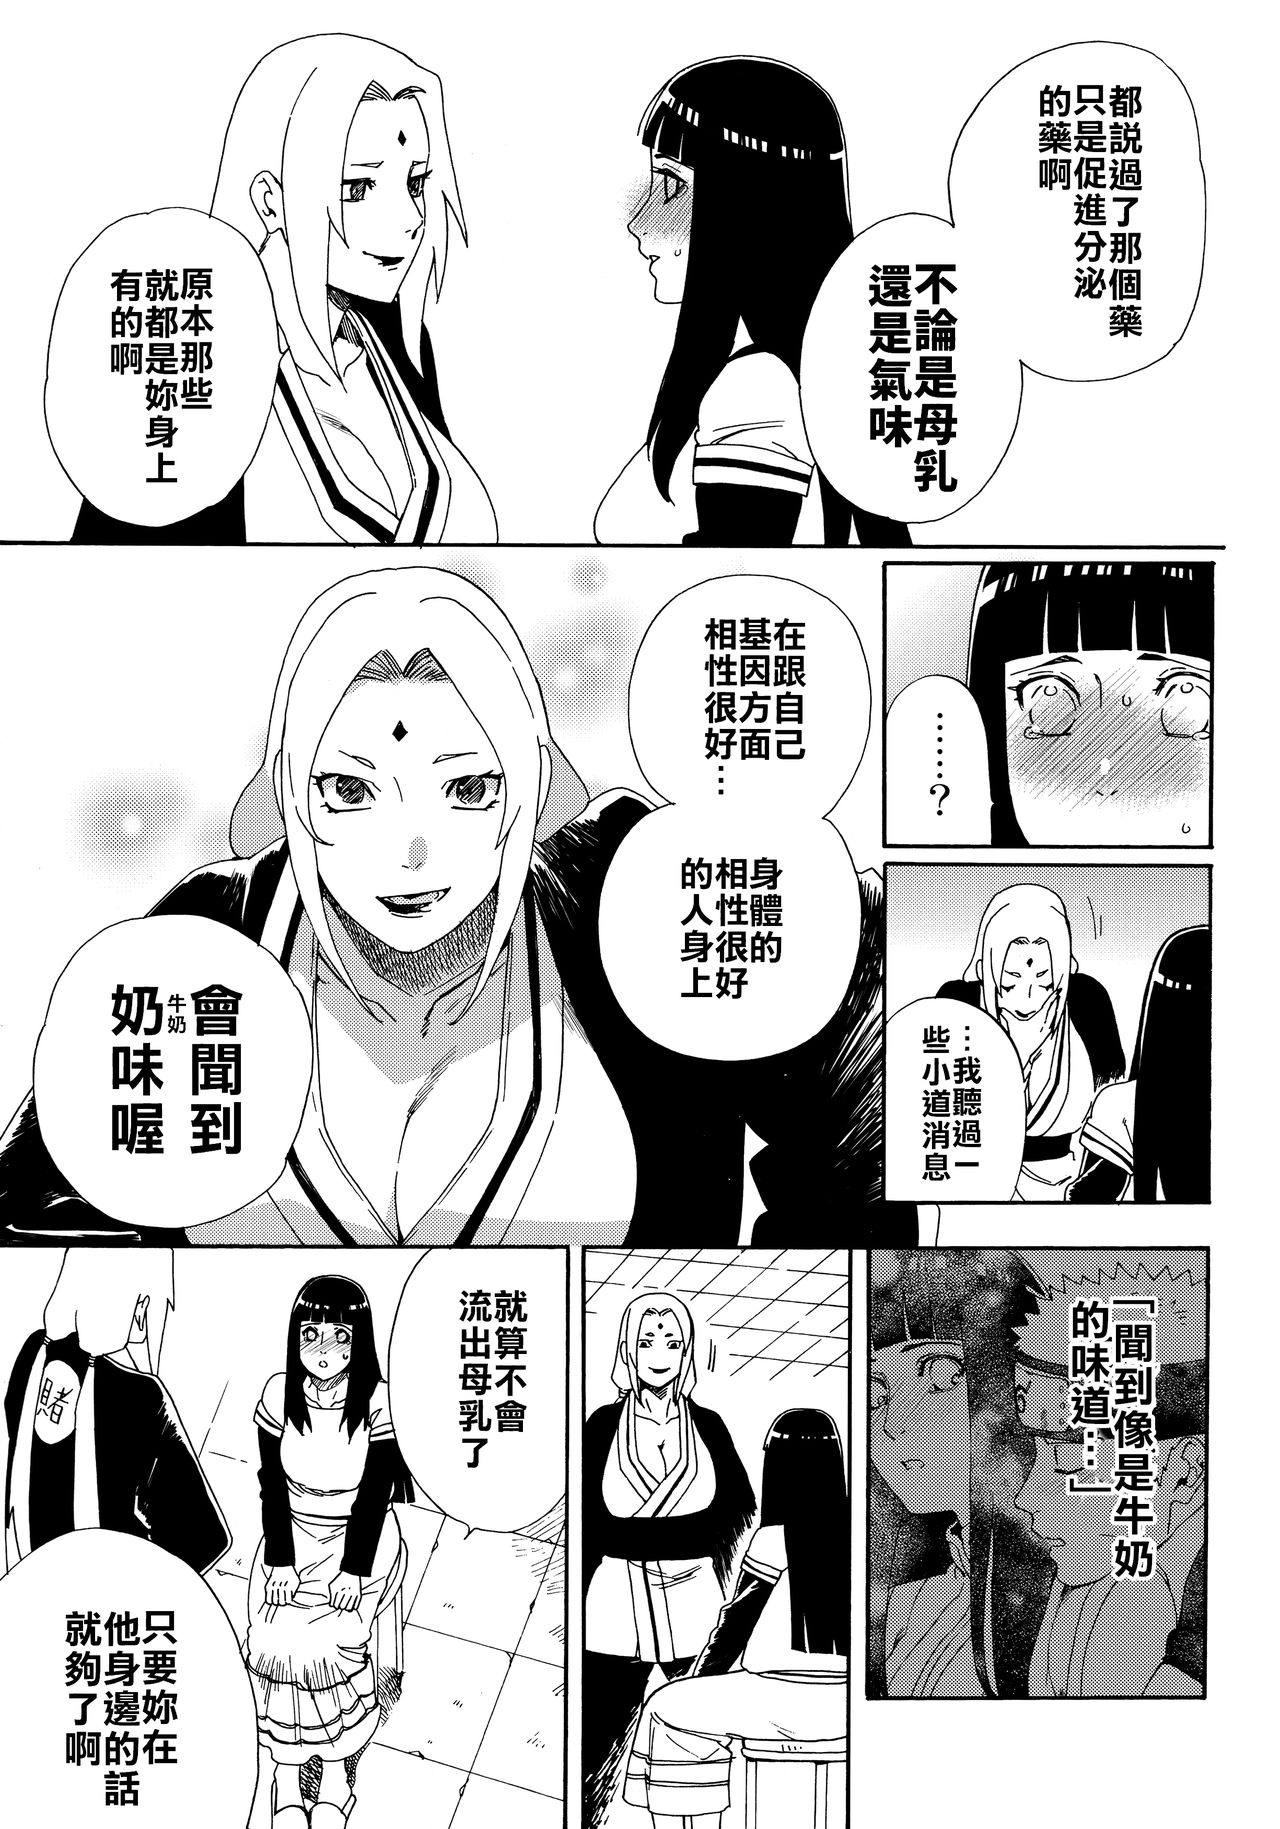 都説過了那個藥
只是促進分泌
的藥啊
不論是母乳
還是氣味
原本那些
就都是妳身上
有的啊
……？
…我聽過一
些小道消息
在跟自己
基因方面
相性很好…
身體的
相性很好
的人身上
會聞到
牛奶
奶味喔
「聞到像是牛奶
的味道…」
就算不會
流出母乳了
賭
只要妳在
他身邊的話
就夠了啊